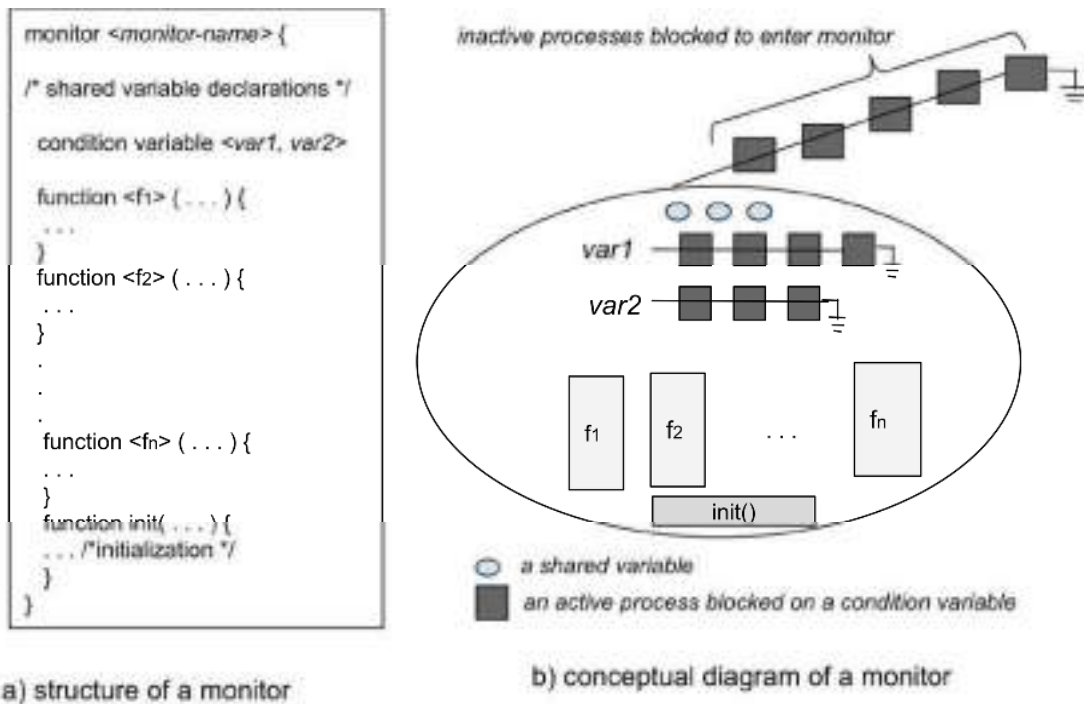 monitor <monitor-name> {
/* shared variable declarations */
condition variable <var1, var2>
function <f1> ( . . . ) {
. . .
}
function <f2> ( . . . ) {
. . .
}
.
.
.
function <fn> ( . . . ) {
. . .
}
function init( . . . ) {
. . . /*initialization */
}
}
a) structure of a monitor
inactive processes blocked to enter monitor
var1
var2
f1
f2
. . .
fn
init()
a shared variable
an active process blocked on a condition variable
b) conceptual diagram of a monitor